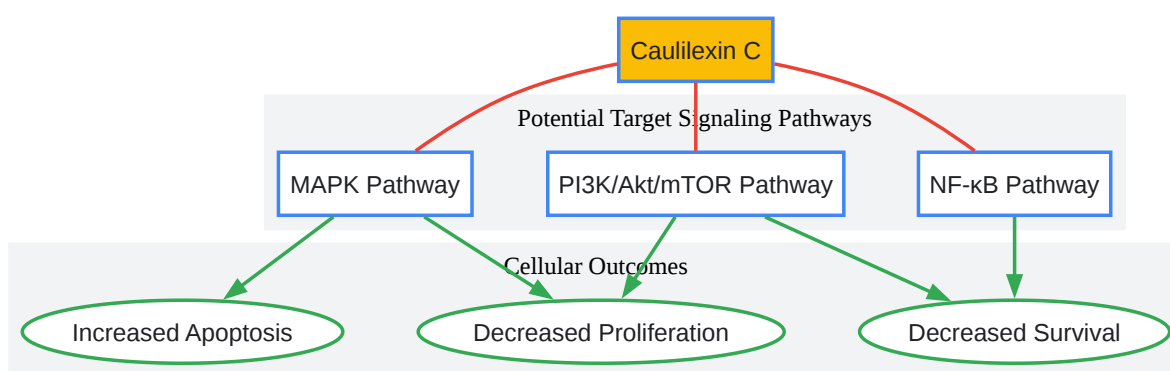 Caulilexin C
Potential Target Signaling Pathways
MAPK Pathway
PI3K/Akt/mTOR Pathway
NF-κB Pathway
Cellular Outcomes
Increased Apoptosis
Decreased Proliferation
Decreased Survival